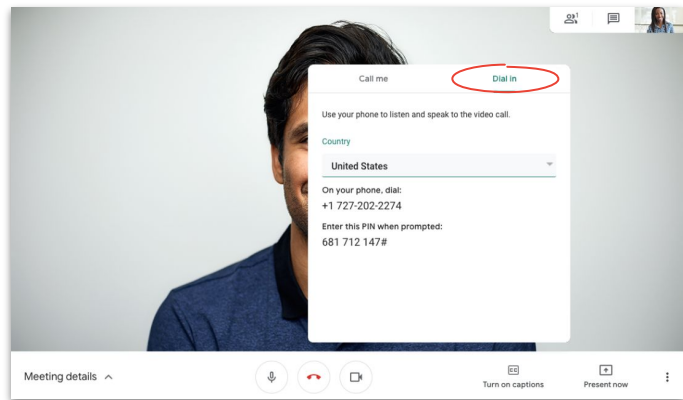 1
Call me
Dial in
Use your phone to listen and speak to the video call.
Country
United States
On your phone, dial:
+1 727-202-2274
Enter this PIN when prompted:
681 712 147#
Meeting details
CC
Turn on captions
Present now